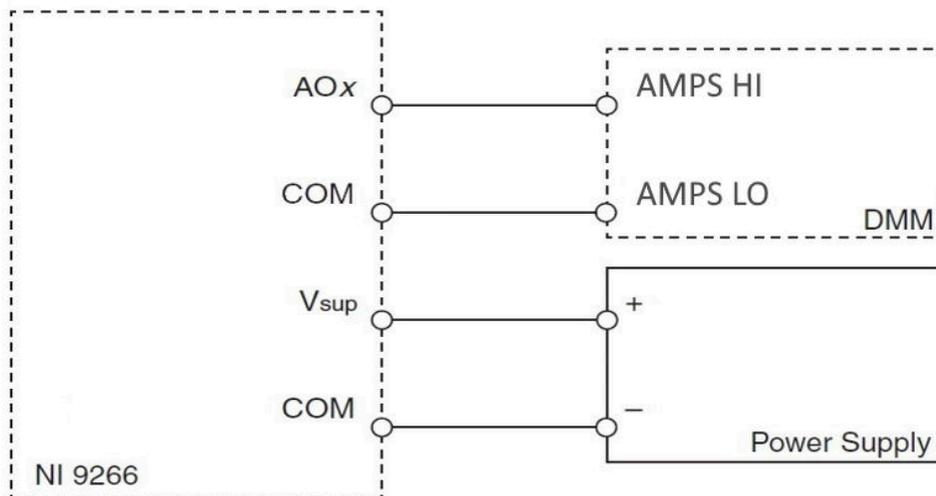 AOx
AMPS HI
COM
AMPS LO
DMM
Vsup
+
COM
–
Power Supply
NI 9266